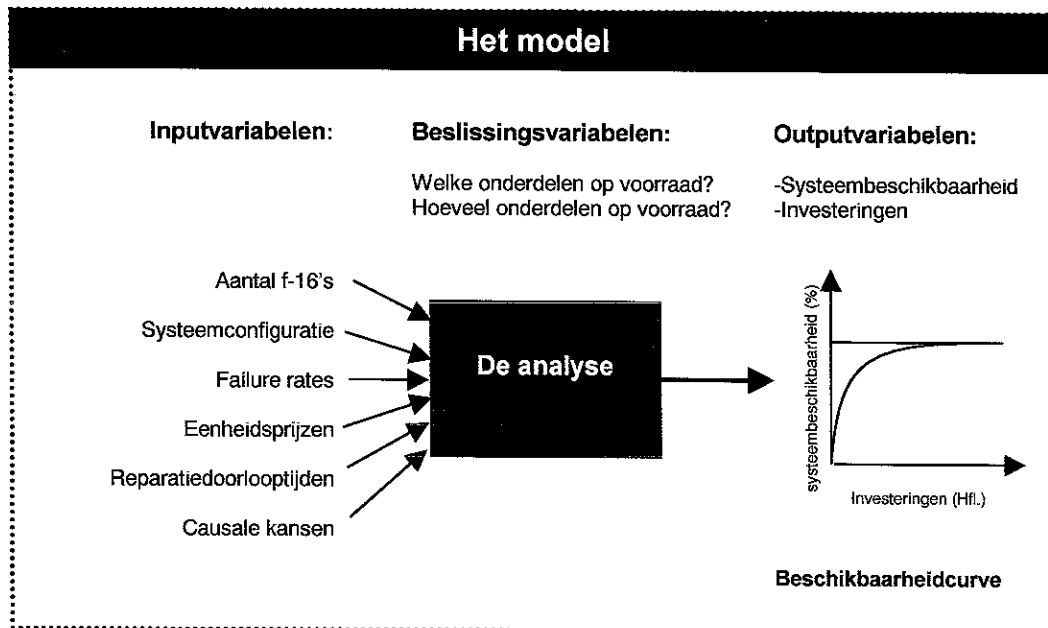 Het model
Inputvariabelen:
Beslissingsvariabelen:
Outputvariabelen:
Welke onderdelen op voorraad?
Hoeveel onderdelen op voorraad?
-Systeembeschikbaarheid
-Investeringen
Aantal f-16's
Systeemconfiguratie
Failure rates
Eenheidsprijzen
Reparatiedoorlooptijden
Causale kansen
De analyse
systeembeschikbaarheid (%)
Investeringen (Hfl.)
Beschikbaarheidcurve